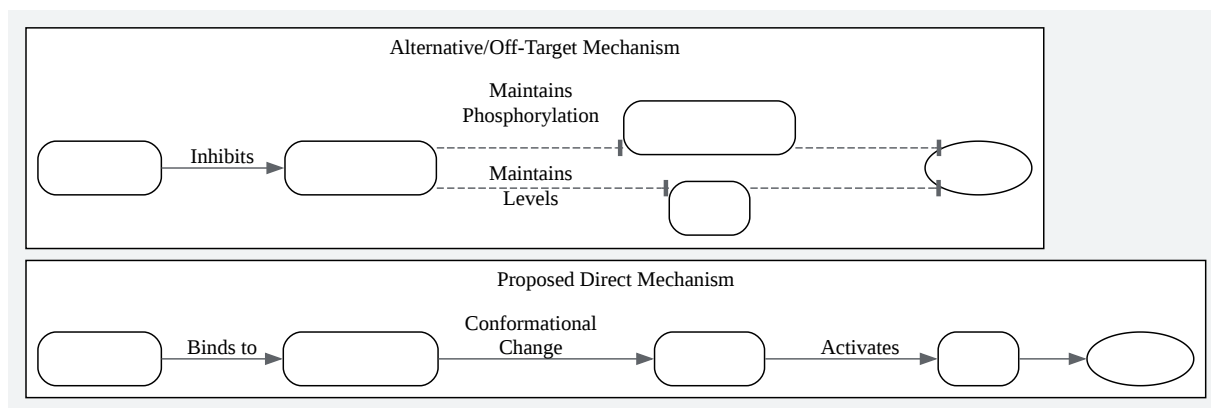 Alternative/Off-Target Mechanism
Maintains
Phosphorylation
Inhibits
Maintains
Levels
Proposed Direct Mechanism
Conformational
Change
Binds to
Activates